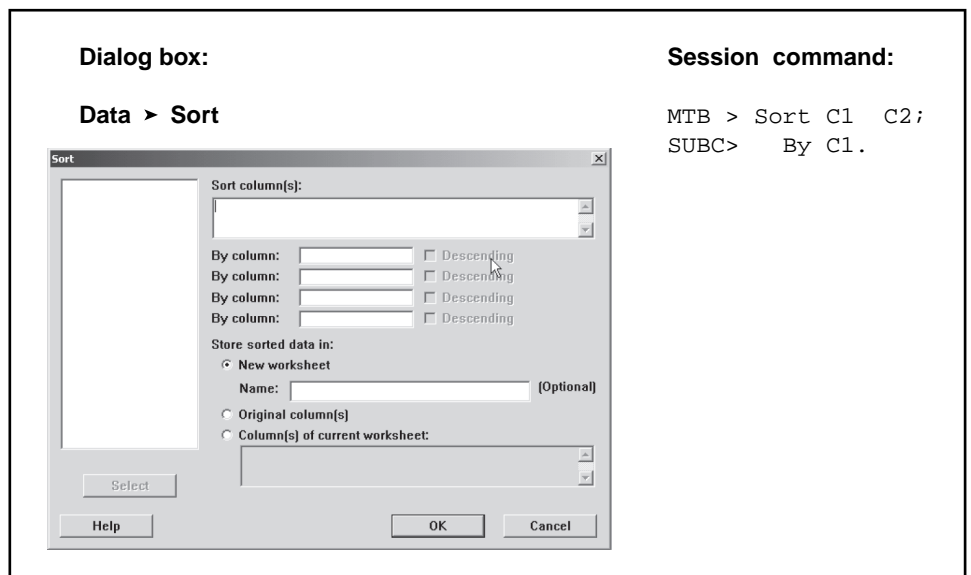 Dialog box:
Data ➤ Sort
Sort
Sort column(s):
By column:
Descending
By column:
Descending
By column:
Descending
By column:
Descending
Store sorted data in:
New worksheet
Name:
(Optional)
Original column(s)
Column(s) of current worksheet:
Select
Help
OK
Cancel
Session command:
MTB > Sort C1 C2;
SUBC> By C1.